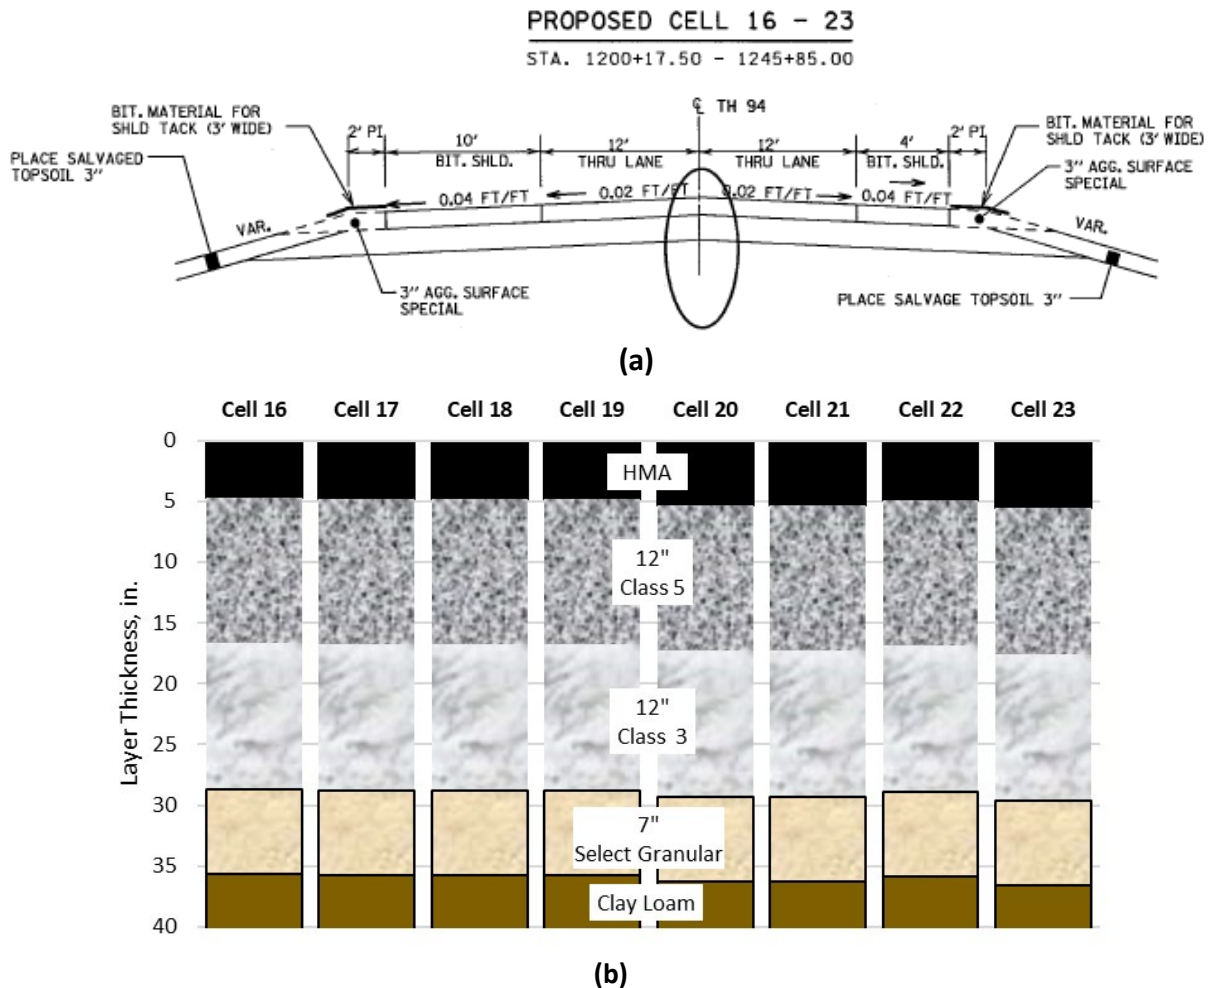 PROPOSED CELL 16 - 23
STA. 1200+17.50 - 1245+85.00
℄ TH 94
BIT. MATERIAL FOR
SHLD TACK (3' WIDE)
2' PI
10'
BIT. SHLD.
12'
THRU LANE
12'
THRU LANE
4'
BIT. SHLD.
2' PI
BIT. MATERIAL FOR
SHLD TACK (3' WIDE)
PLACE SALVAGED
TOPSOIL 3"
3" AGG. SURFACE
SPECIAL
0.04 FT/FT
0.02 FT/FT
0.02 FT/FT
0.04 FT/FT
VAR.
VAR.
3" AGG. SURFACE
SPECIAL
PLACE SALVAGE TOPSOIL 3"
(a)
Cell 16 Cell 17 Cell 18 Cell 19 Cell 20 Cell 21 Cell 22 Cell 23
Layer Thickness, in.
0
5
10
15
20
25
30
35
40
HMA
12"
Class 5
12"
Class 3
7"
Select Granular
Clay Loam
(b)